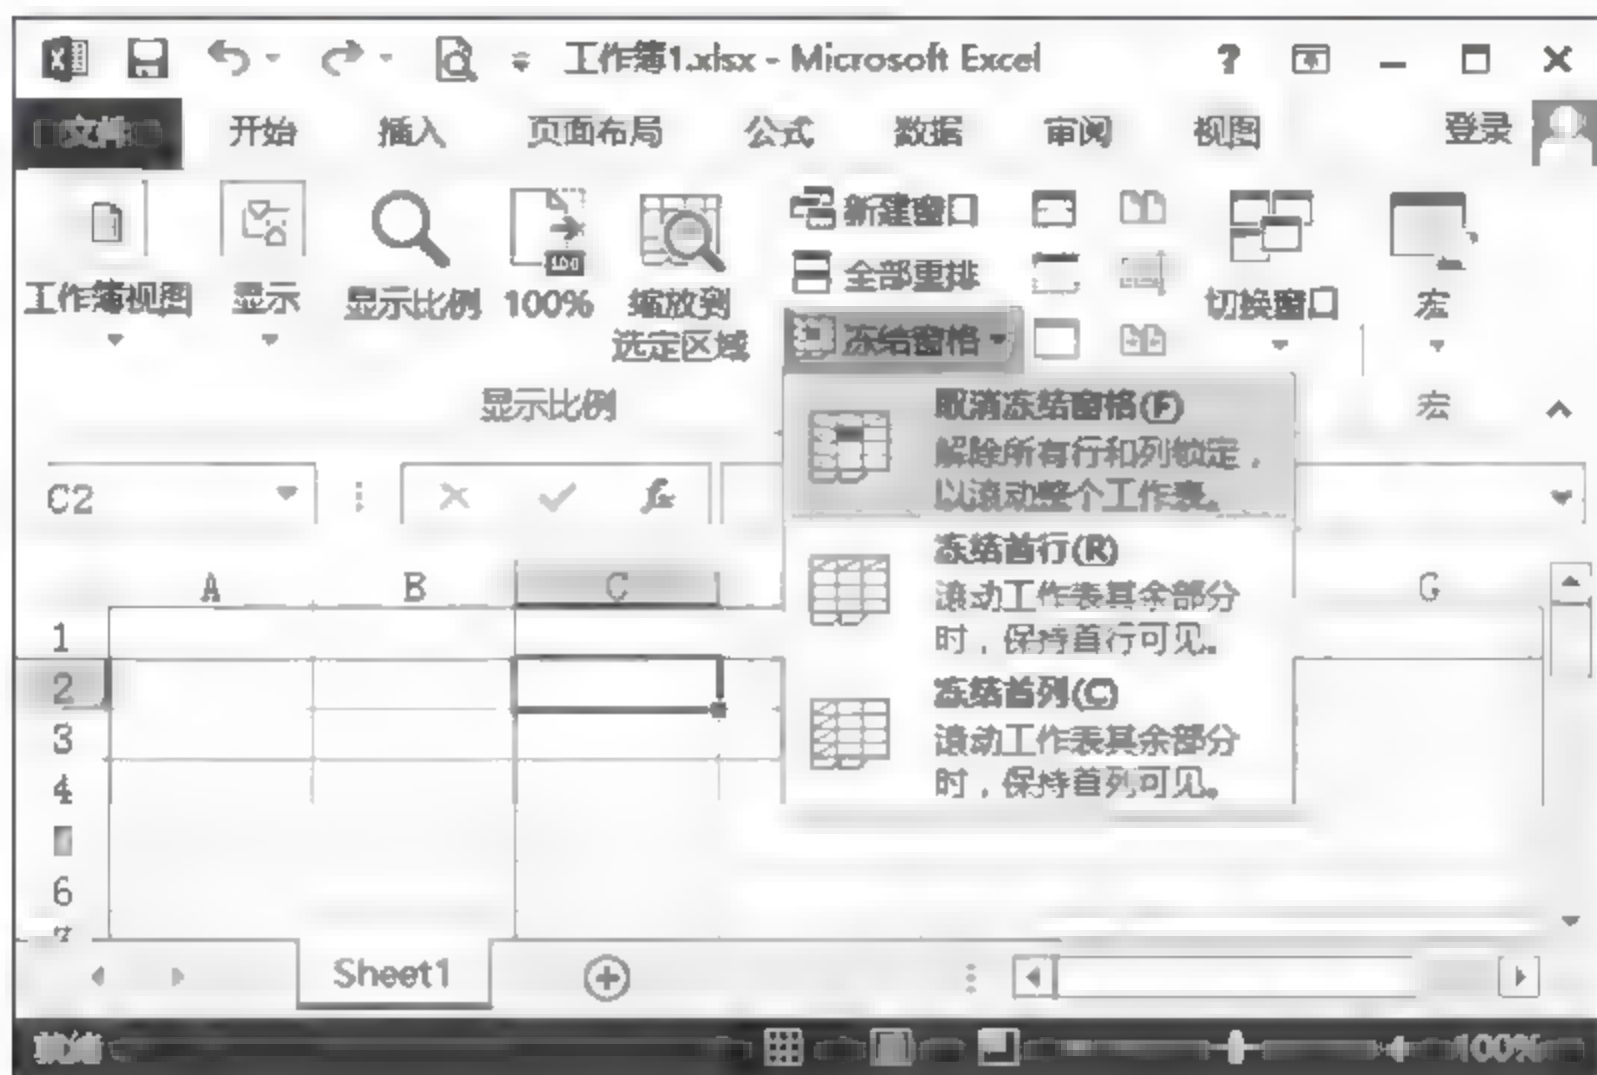 工作簿1.xlsx - Microsoft Excel
文件 开始 插入 页面布局 公式 数据 审阅 视图 登录
工作簿视图
显示
显示比例
100%
缩放到
选定区域
显示比例
新建窗口
全部重排
冻结窗格
切换窗口
宏
宏
取消冻结窗格(F)
解除所有行和列锁定，
以滚动整个工作表。
冻结首行(R)
滚动工作表其余部分
时，保持首行可见。
冻结首列(C)
滚动工作表其余部分
时，保持首列可见。
C2
fx
A B C G
1
2
3
4
6
7
Sheet1
100%